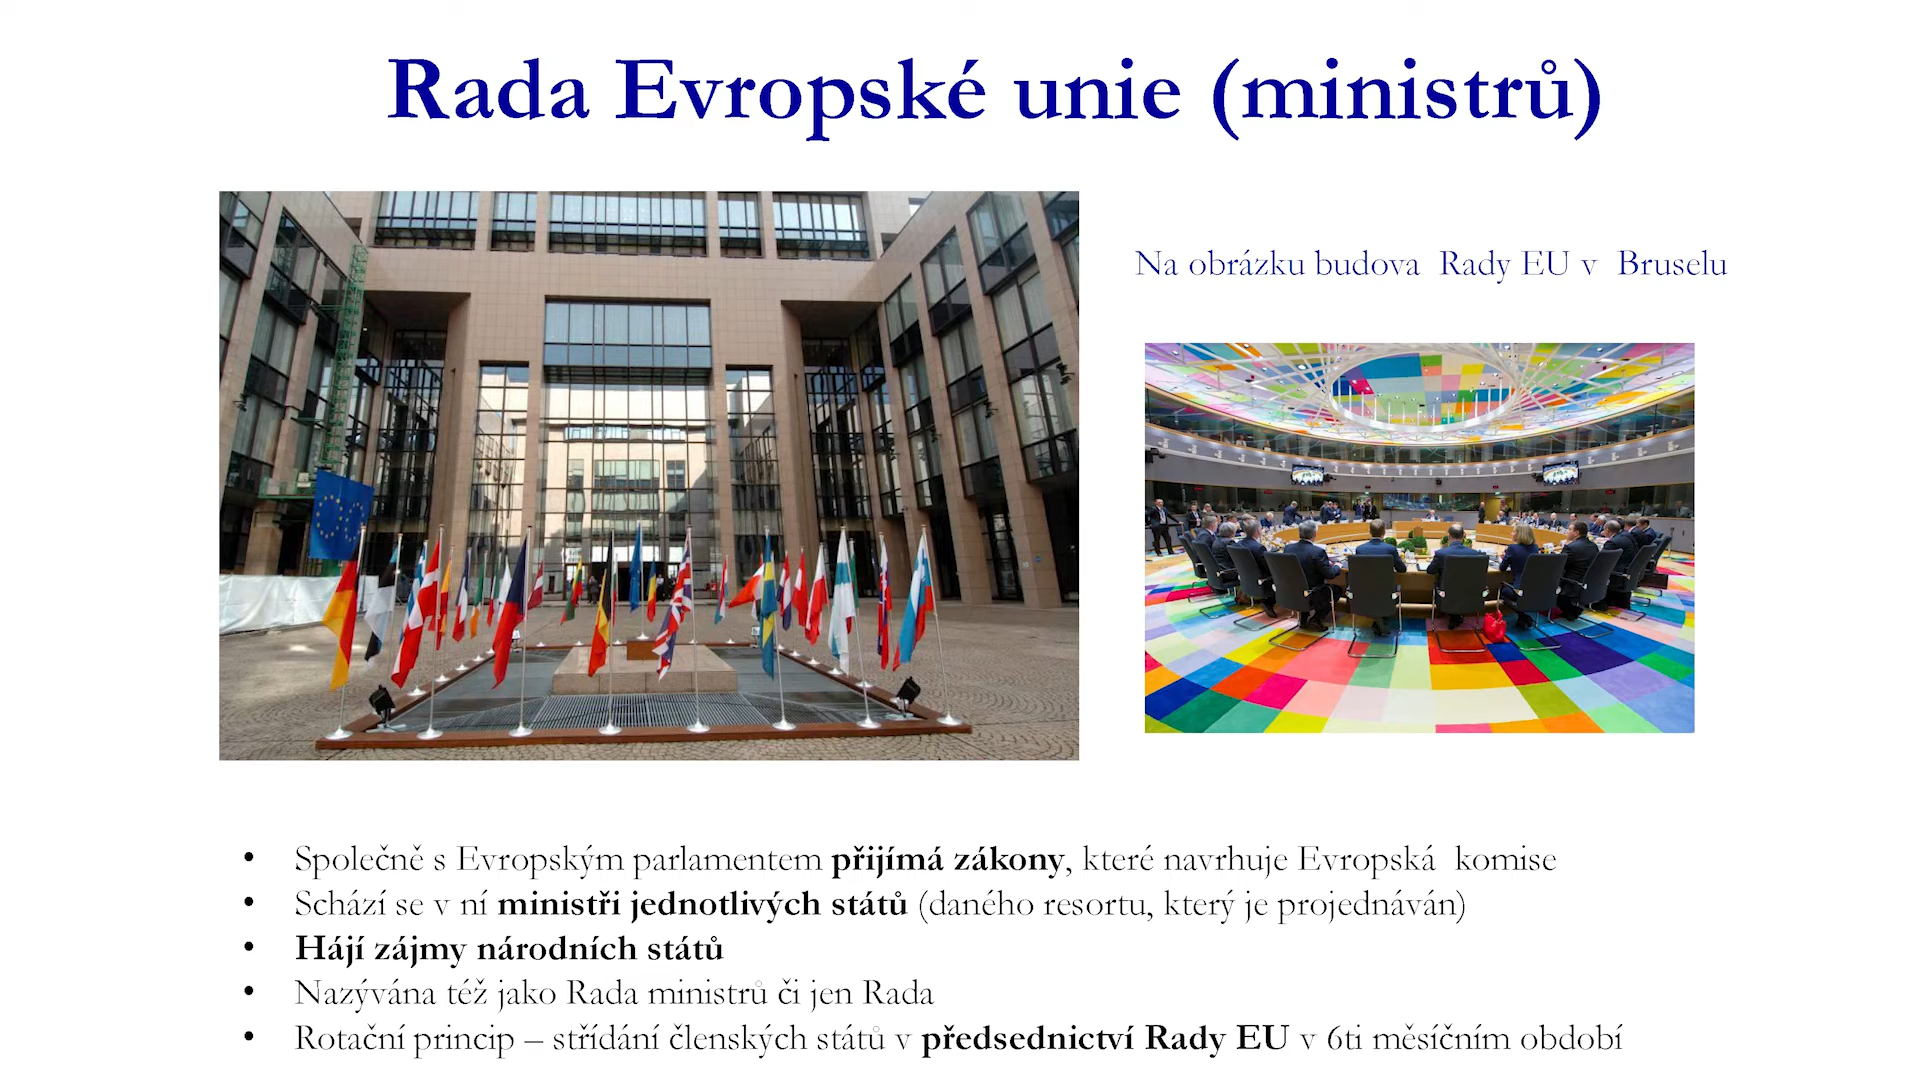 Rada Evropské unie (ministrů)
Na obrázku budova Rady EU v Bruselu
• Společně s Evropským parlamentem přijímá zákony, které navrhuje Evropská komise
• Schází se v ní ministři jednotlivých států (daného resortu, který je projednáván)
• Hájí zájmy národních států
• Nazývána též jako Rada ministrů či jen Rada
• Rotační princip – střídání členských států v předsednictví Rady EU v 6ti měsíčním období